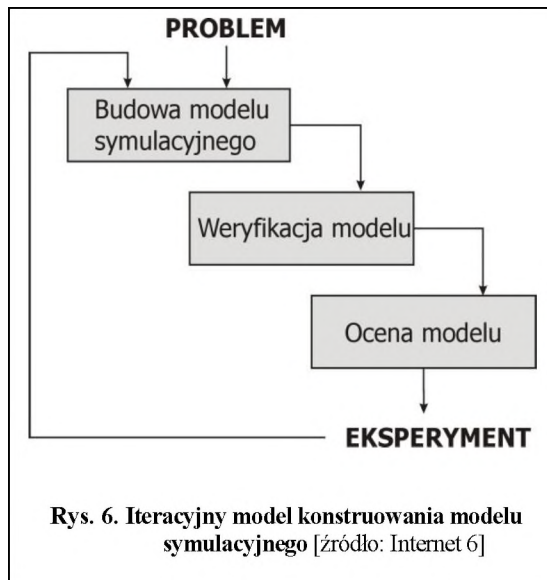 PROBLEM
Budowa modelu
symulacyjnego
Weryfikacja modelu
Ocena modelu
EKSPERYMENT
Rys. 6. Iteracyjny model konstruowania modelu
symulacyjnego [źródło: Internet 6]